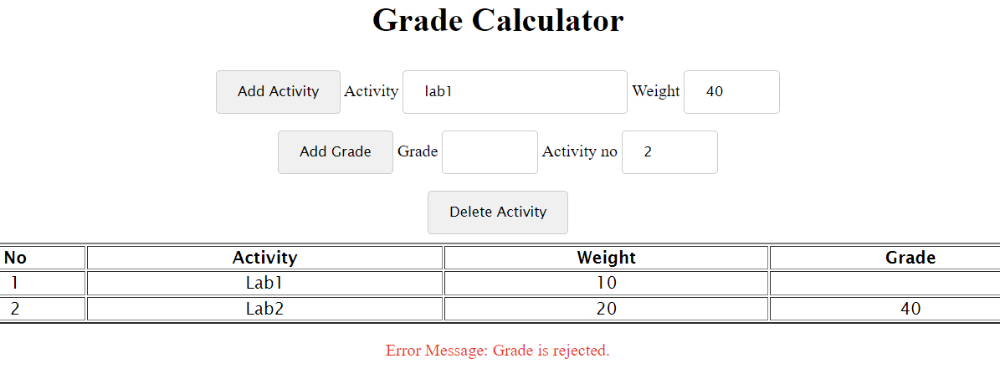 Grade Calculator
Add Activity Activity lab1 Weight 40
Add Grade Grade Activity no 2
Delete Activity
No Activity Weight Grade
1 Lab1 10
2 Lab2 20 40
Error Message: Grade is rejected.